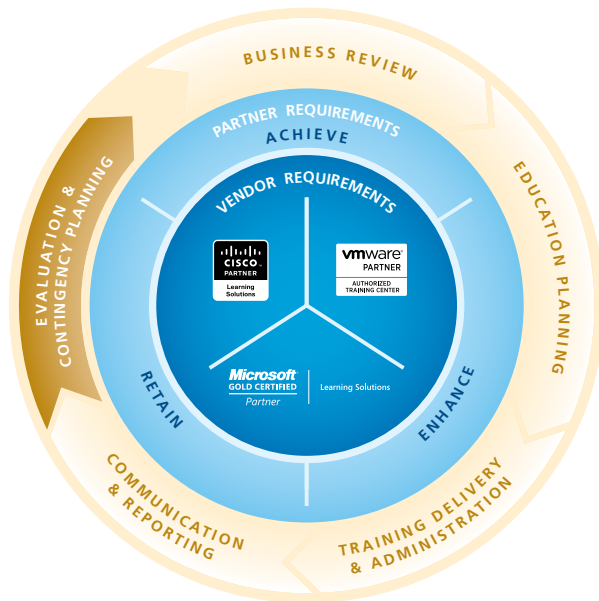 BUSINESS REVIEW
EDUCATION PLANNING
TRAINING DELIVERY
& ADMINISTRATION
COMMUNICATION
& REPORTING
EVALUATION &
CONTINGENCY PLANNING
PARTNER REQUIREMENTS
ACHIEVE
ENHANCE
RETAIN
VENDOR REQUIREMENTS
CISCO
PARTNER
Learning
Solutions
vmware
PARTNER
AUTHORIZED
TRAINING CENTER
Microsoft
GOLD CERTIFIED
Partner
Learning Solutions